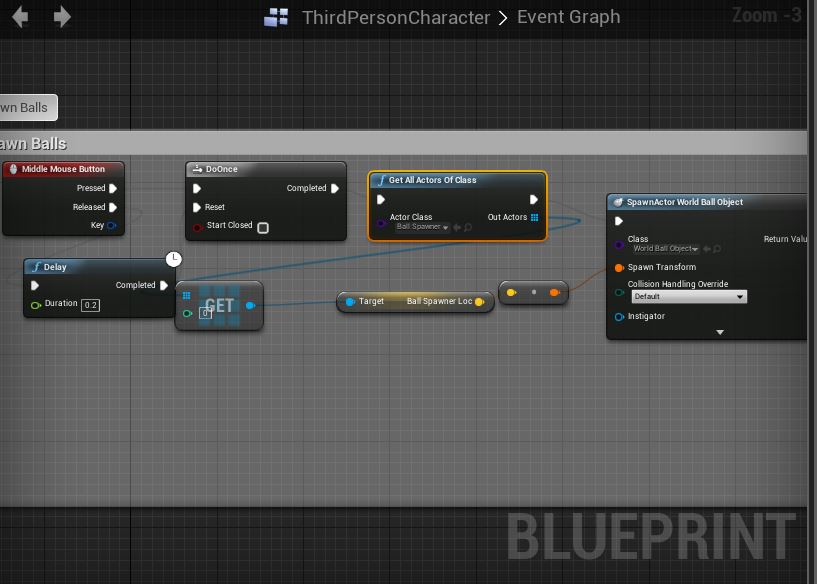 ThirdPersonCharacter > Event Graph
Zoom -3
wn Balls
awn Balls
Middle Mouse Button
Pressed
Released
Key
DoOnce
Completed
Reset
Start Closed
Get All Actors Of Class
Actor Class
Ball Spawner
Out Actors
SpawnActor World Ball Object
Class
World Ball Object
Return Valu
Spawn Transform
Collision Handling Override
Default
Instigator
Delay
Completed
Duration 0.2
GET
0
Target Ball Spawner Loc
BLUEPRINT